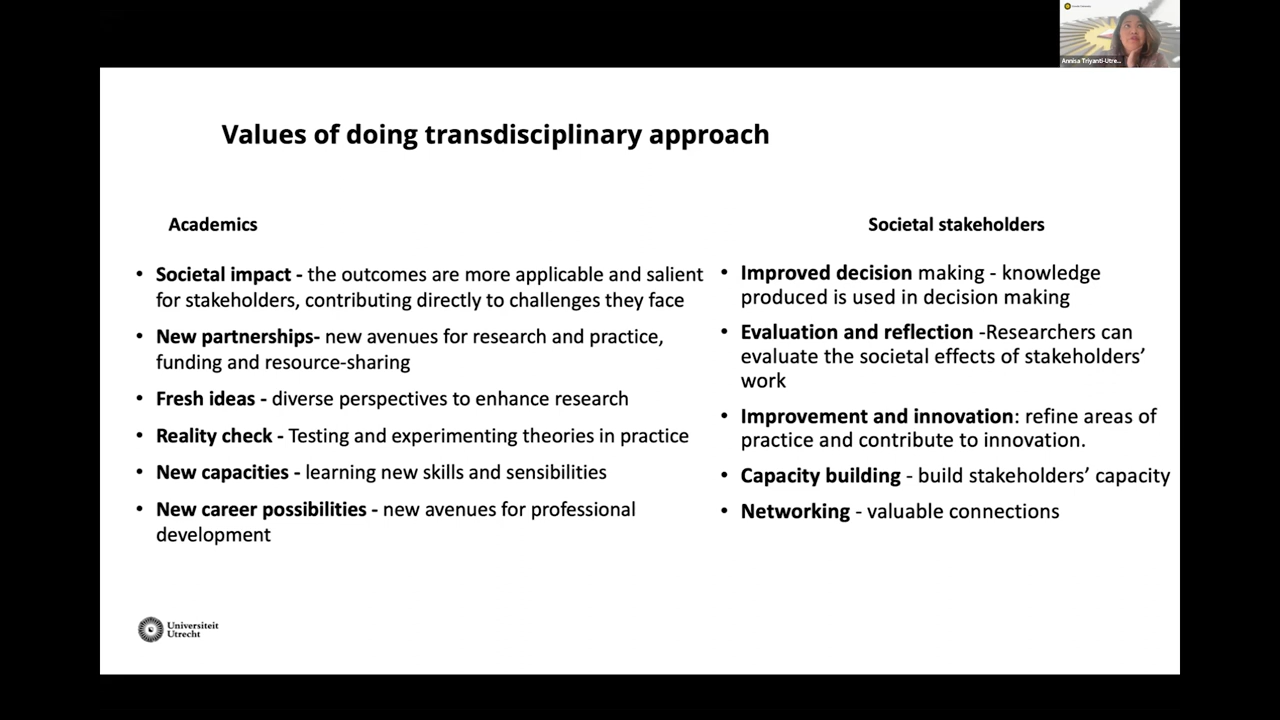 Annisa Triyanti-Utre...
Values of doing transdisciplinary approach
Academics
• Societal impact - the outcomes are more applicable and salient
for stakeholders, contributing directly to challenges they face
• New partnerships- new avenues for research and practice,
funding and resource-sharing
• Fresh ideas - diverse perspectives to enhance research
• Reality check - Testing and experimenting theories in practice
• New capacities - learning new skills and sensibilities
• New career possibilities - new avenues for professional
development
Societal stakeholders
• Improved decision making - knowledge
produced is used in decision making
• Evaluation and reflection -Researchers can
evaluate the societal effects of stakeholders’
work
• Improvement and innovation: refine areas of
practice and contribute to innovation.
• Capacity building - build stakeholders’ capacity
• Networking - valuable connections
Universiteit
Utrecht